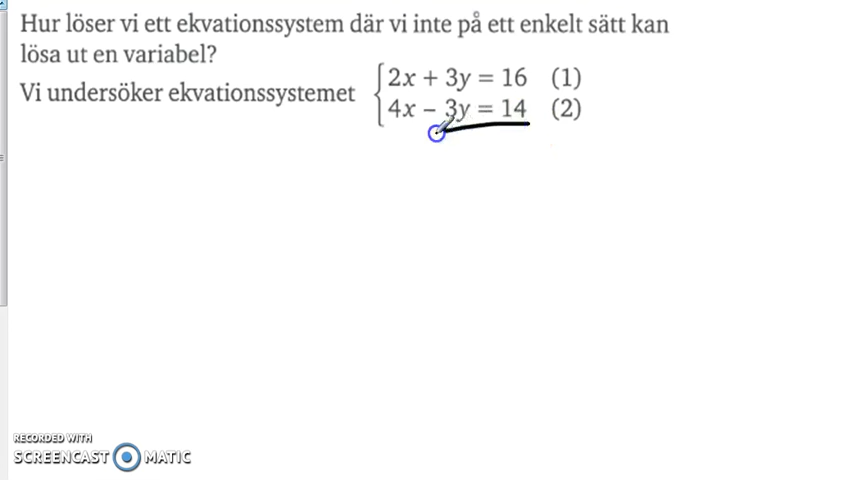 Hur löser vi ett ekvationssystem där vi inte på ett enkelt sätt kan
lösa ut en variabel?
Vi undersöker ekvationssystemet
2x + 3y = 16 (1)
4x − 3y = 14 (2)
RECORDED WITH
SCREENCAST MATIC